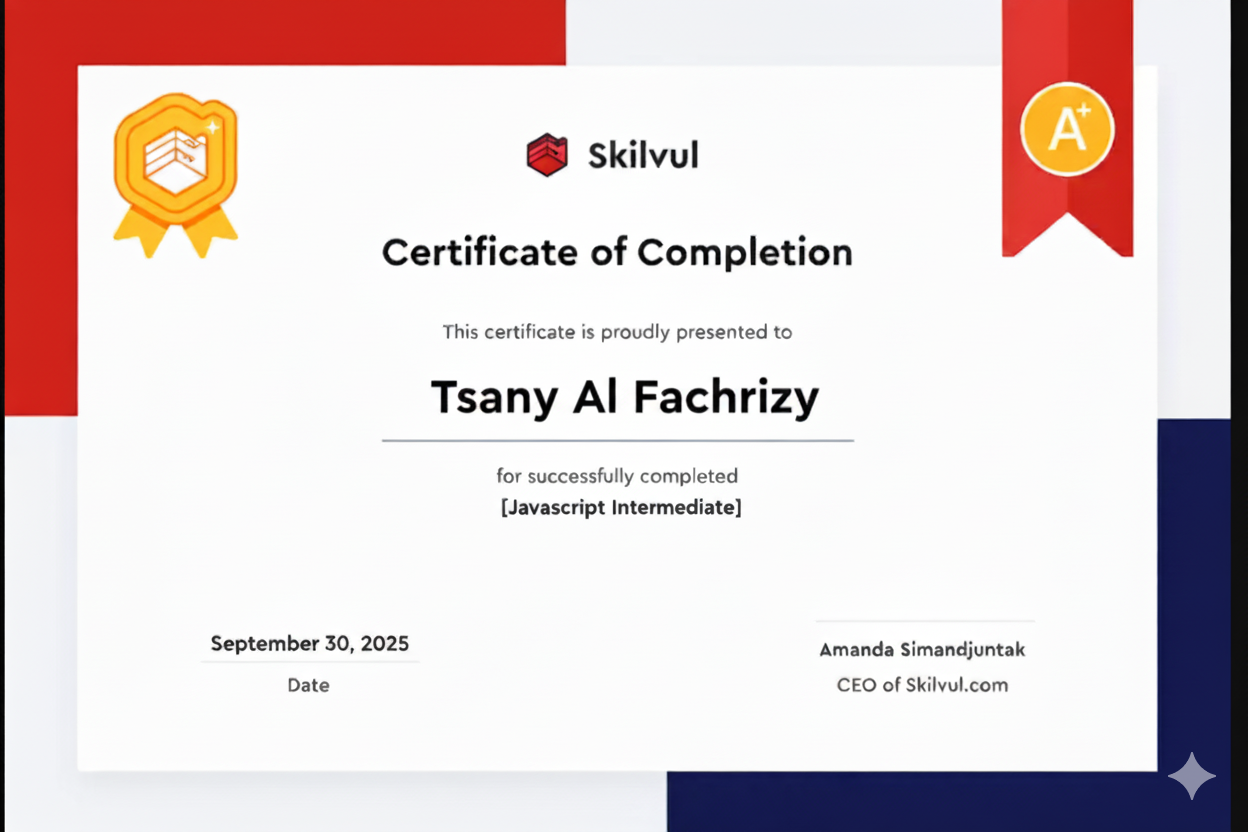 Skilvul
A+
Certificate of Completion
This certificate is proudly presented to
Tsany Al Fachrizy
for successfully completed
[Javascript Intermediate]
September 30, 2025
Date
Amanda Simandjuntak
CEO of Skilvul.com